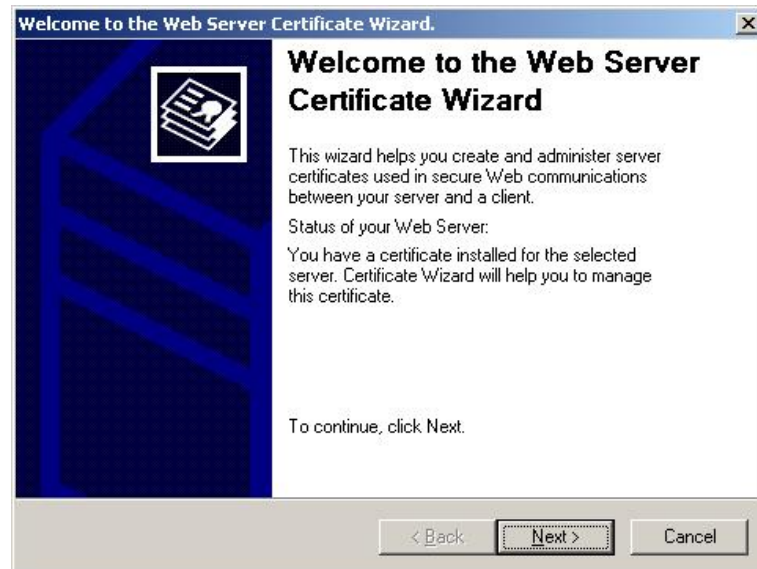 Welcome to the Web Server Certificate Wizard.
Welcome to the Web Server
Certificate Wizard
This wizard helps you create and administer server
certificates used in secure Web communications
between your server and a client.
Status of your Web Server:
You have a certificate installed for the selected
server. Certificate Wizard will help you to manage
this certificate.
To continue, click Next.
< Back Next > Cancel